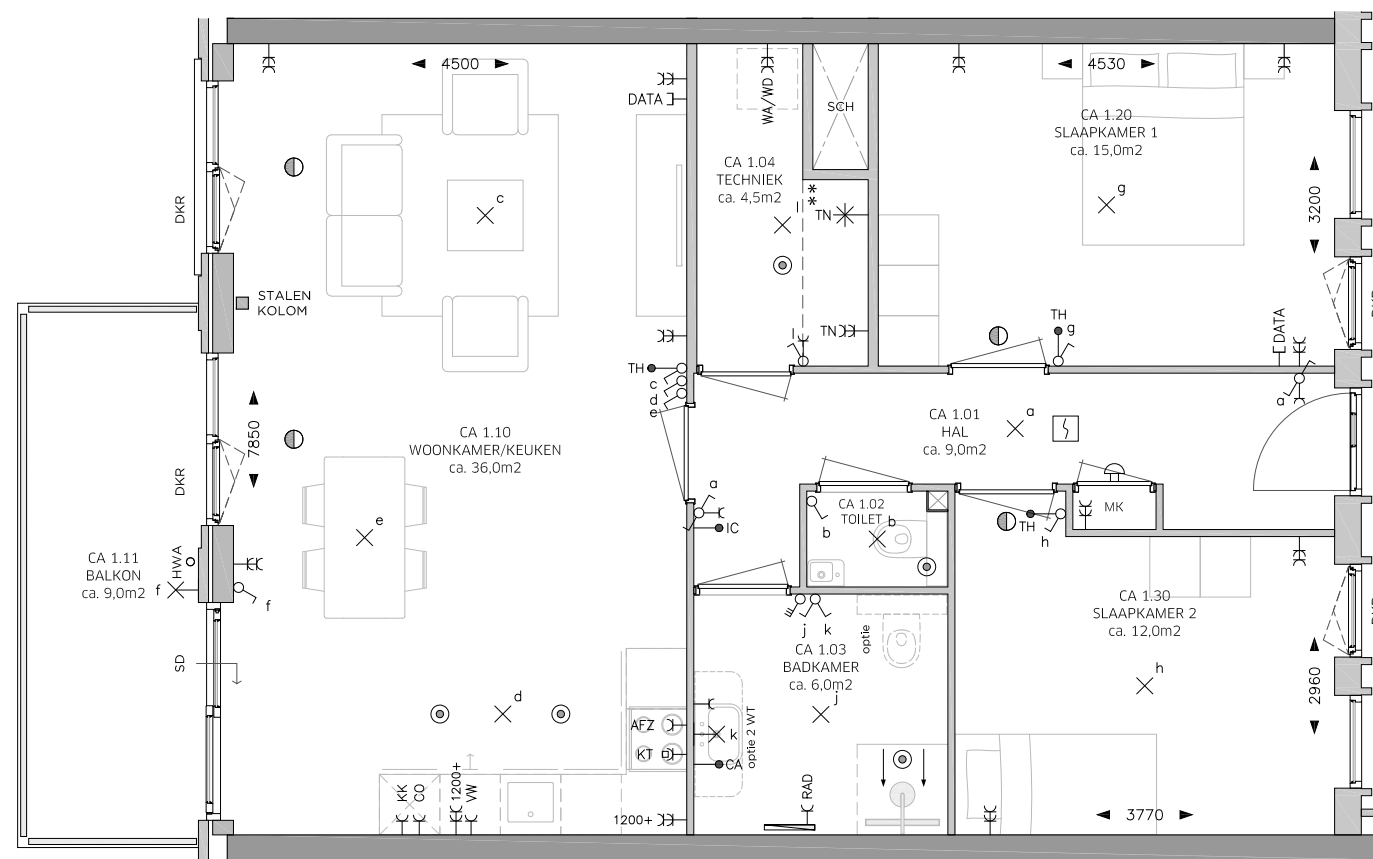 4500
4530
DATA
WA/WD
SCH
CA 1.20
SLAAPKAMER 1
ca. 15,0m2
CA 1.04
TECHNIEK
ca. 4,5m2
**
l
TN
c
g
3200
DKR
STALEN
KOLOM
TN
l
TH
g
DATA
TH
c
d
e
a
7850
CA 1.10
WOONKAMER/KEUKEN
ca. 36,0m2
CA 1.01
HAL
ca. 9,0m2
a
DKR
a
IC
CA 1.02
TOILET
b
b
TH
h
MK
e
CA 1.11
BALKON
ca. 9,0m2
HWA
f
f
SD
j
k
optie
CA 1.03
BADKAMER
ca. 6,0m2
j
CA 1.30
SLAAPKAMER 2
ca. 12,0m2
h
2960
d
AFZ
KT
k
optie 2 WT
CA
KK
CO
1200+
VW
1200+
RAD
3770